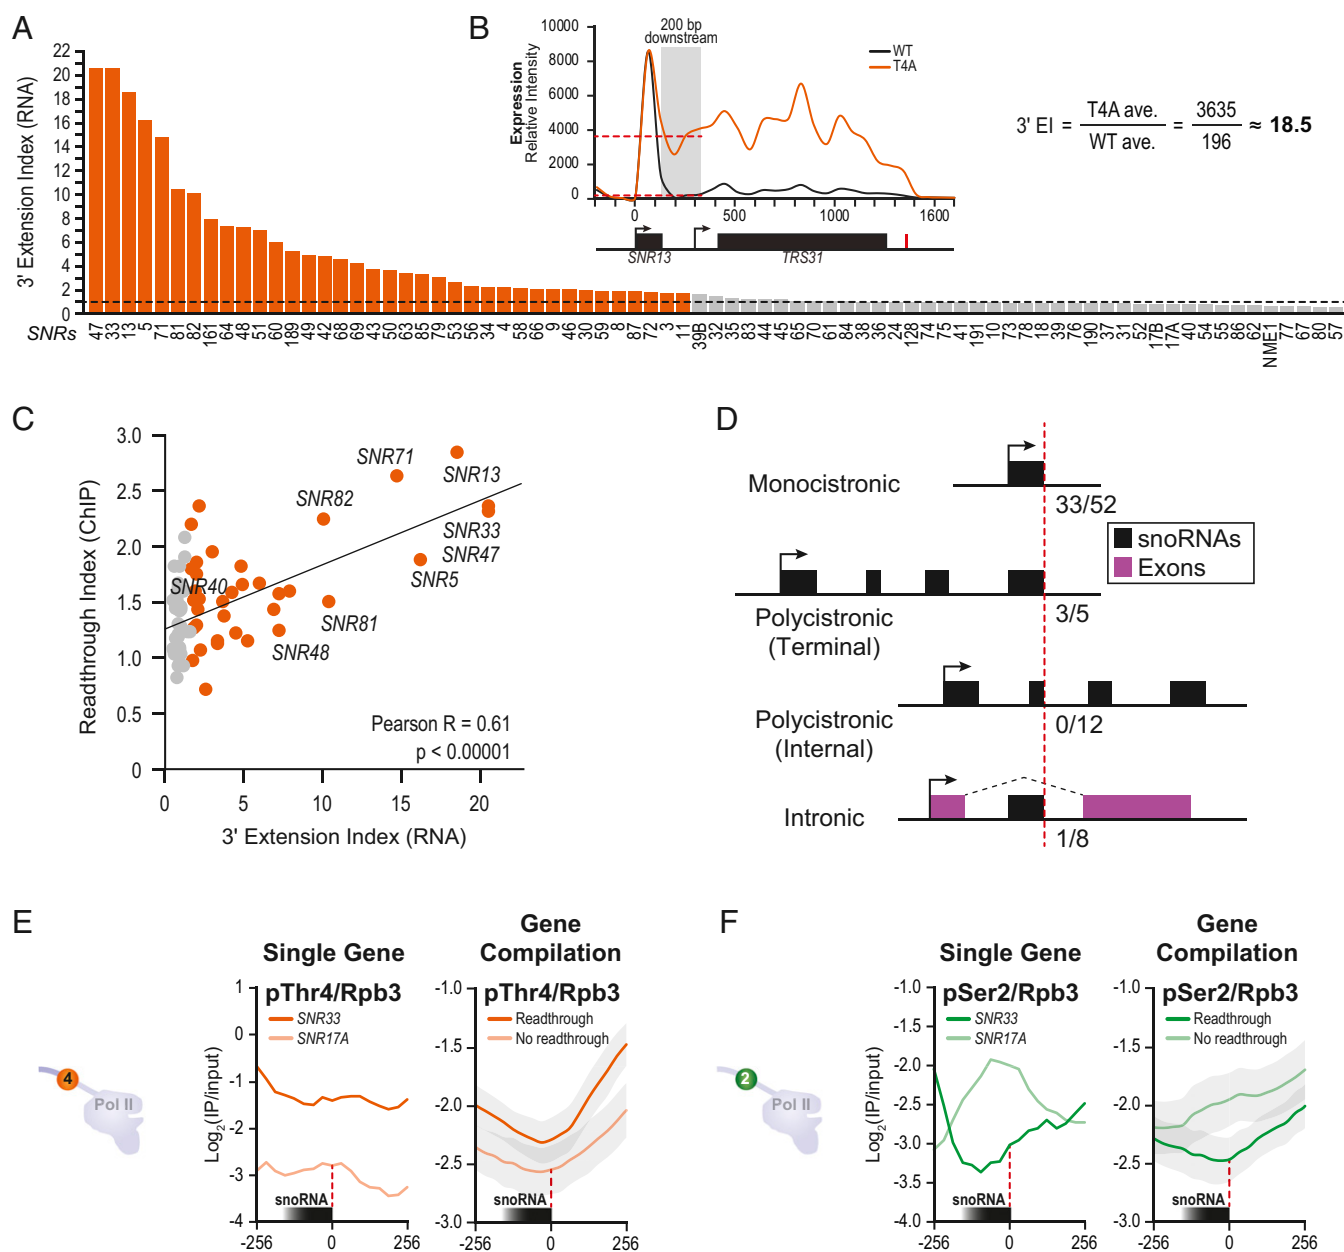 A
3' Extension Index (RNA)
22
20
18
16
14
12
10
8
6
4
2
0
SNRs
47 33 13 5 71 81 82 161 64 48 51 60 189 49 42 68 69 43 50 63 85 79 53 56 34 4 58 66 9 46 30 59 8 87 72 3 11 39B 32 35 83 44 45 65 70 61 84 38 36 24 128 74 75 41 191 10 73 78 18 39 76 190 37 31 52 17B 17A 40 54 55 86 62 NME1 77 67 80 57
B
200 bp
downstream
Expression
Relative Intensity
10000
8000
6000
4000
2000
0
WT
T4A
0 500 1000 1600
SNR13 TRS31
3' EI = T4A ave. / WT ave. = 3635 / 196 ≈ 18.5
C
Readthrough Index (ChIP)
3.0
2.5
2.0
1.5
1.0
0.5
0
SNR71
SNR13
SNR82
SNR33
SNR47
SNR5
SNR40
SNR81
SNR48
Pearson R = 0.61
p < 0.00001
0 5 10 15 20
3' Extension Index (RNA)
D
Monocistronic
33/52
snoRNAs
Exons
Polycistronic
(Terminal)
3/5
Polycistronic
(Internal)
0/12
Intronic
1/8
E
4
Pol II
Single Gene
pThr4/Rpb3
SNR33
SNR17A
Log2(IP/input)
1
0
-1
-2
-3
-4
snoRNA
-256 0 256
Gene
Compilation
pThr4/Rpb3
Readthrough
No readthrough
-1.0
-1.5
-2.0
-2.5
-3.0
snoRNA
-256 0 256
F
2
Pol II
Single Gene
pSer2/Rpb3
SNR33
SNR17A
Log2(IP/input)
-1.0
-1.5
-2.0
-2.5
-3.0
-3.5
-4.0
snoRNA
-256 0 256
Gene
Compilation
pSer2/Rpb3
Readthrough
No readthrough
-1.0
-1.5
-2.0
-2.5
-3.0
snoRNA
-256 0 256